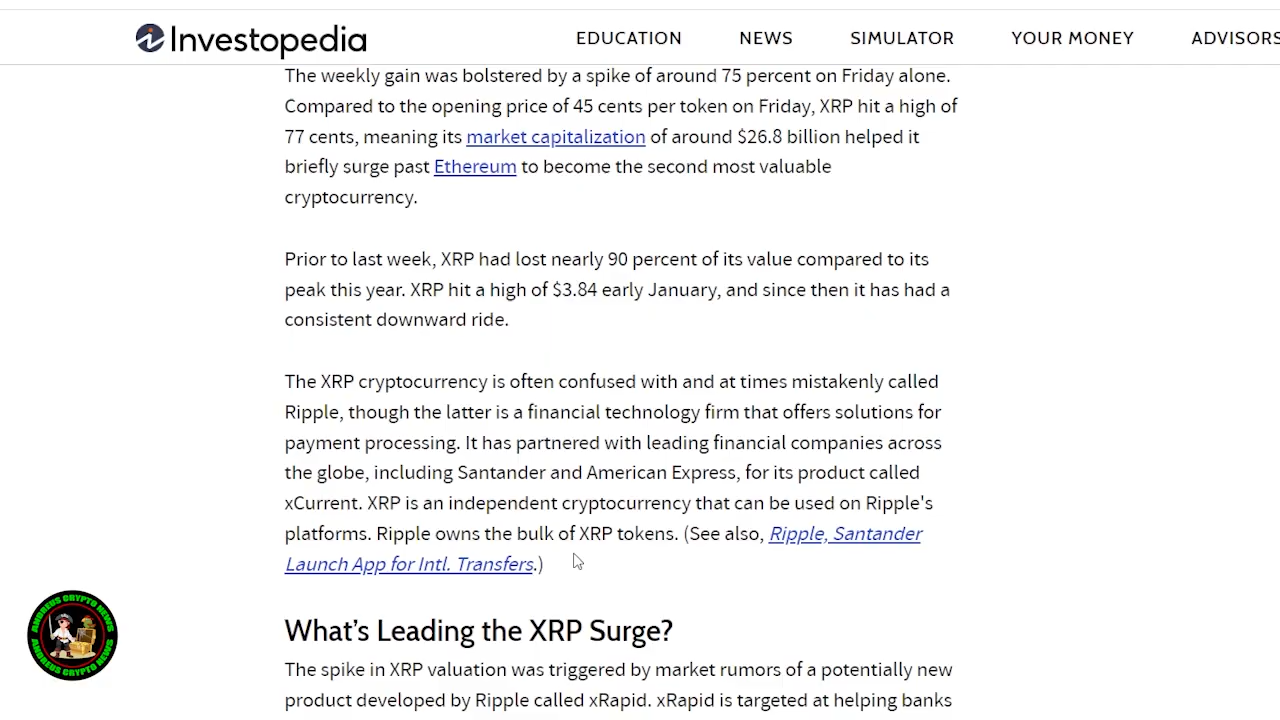 Investopedia
EDUCATION NEWS SIMULATOR YOUR MONEY ADVISORS
The weekly gain was bolstered by a spike of around 75 percent on Friday alone.
Compared to the opening price of 45 cents per token on Friday, XRP hit a high of
77 cents, meaning its market capitalization of around $26.8 billion helped it
briefly surge past Ethereum to become the second most valuable
cryptocurrency.
Prior to last week, XRP had lost nearly 90 percent of its value compared to its
peak this year. XRP hit a high of $3.84 early January, and since then it has had a
consistent downward ride.
The XRP cryptocurrency is often confused with and at times mistakenly called
Ripple, though the latter is a financial technology firm that offers solutions for
payment processing. It has partnered with leading financial companies across
the globe, including Santander and American Express, for its product called
xCurrent. XRP is an independent cryptocurrency that can be used on Ripple's
platforms. Ripple owns the bulk of XRP tokens. (See also, Ripple, Santander
Launch App for Intl. Transfers.)
What’s Leading the XRP Surge?
The spike in XRP valuation was triggered by market rumors of a potentially new
product developed by Ripple called xRapid. xRapid is targeted at helping banks
ANDREUS CRYPTO NEWS
ANDREUS CRYPTO NEWS